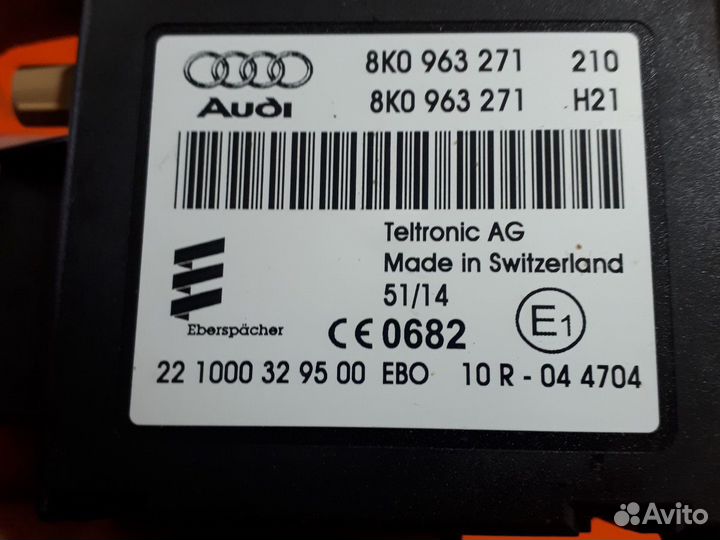 8K0 963 271 210
Audi 8K0 963 271 H21
Teltronic AG
Made in Switzerland
51/14
Eberspächer CE 0682 E1
22 1000 32 95 00 EBO 10 R - 04 4704
Avito